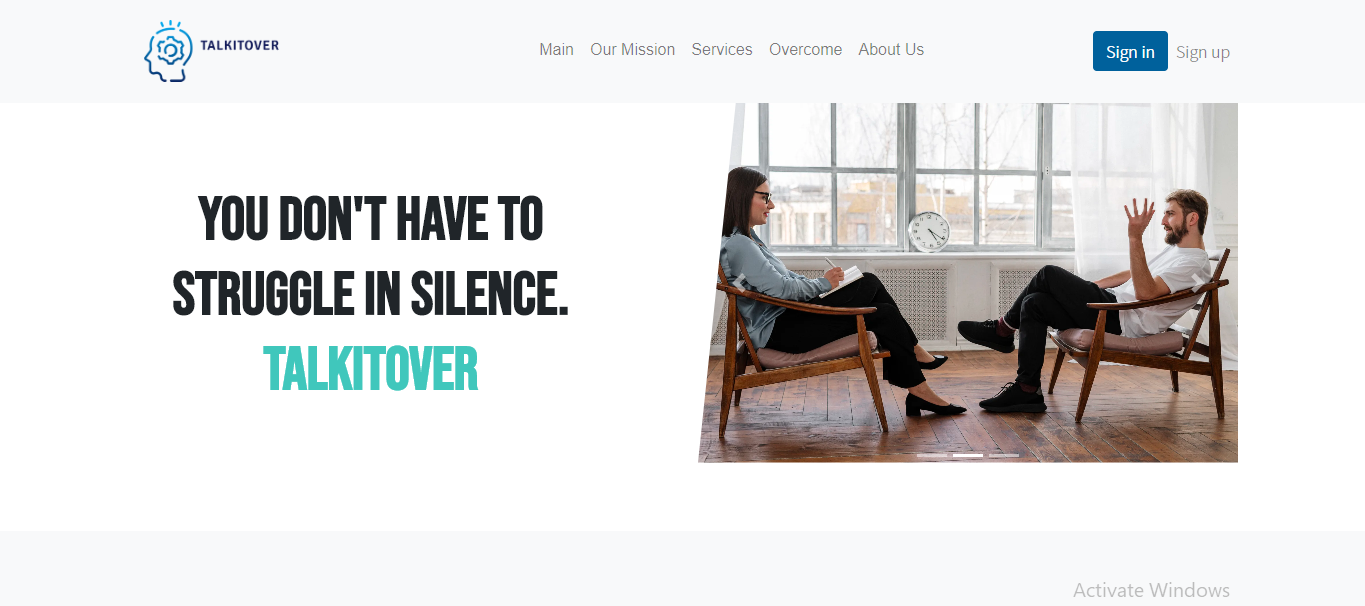 TALKITOVER
Main Our Mission Services Overcome About Us
Sign in Sign up
YOU DON'T HAVE TO
STRUGGLE IN SILENCE.
TALKITOVER
Activate Windows